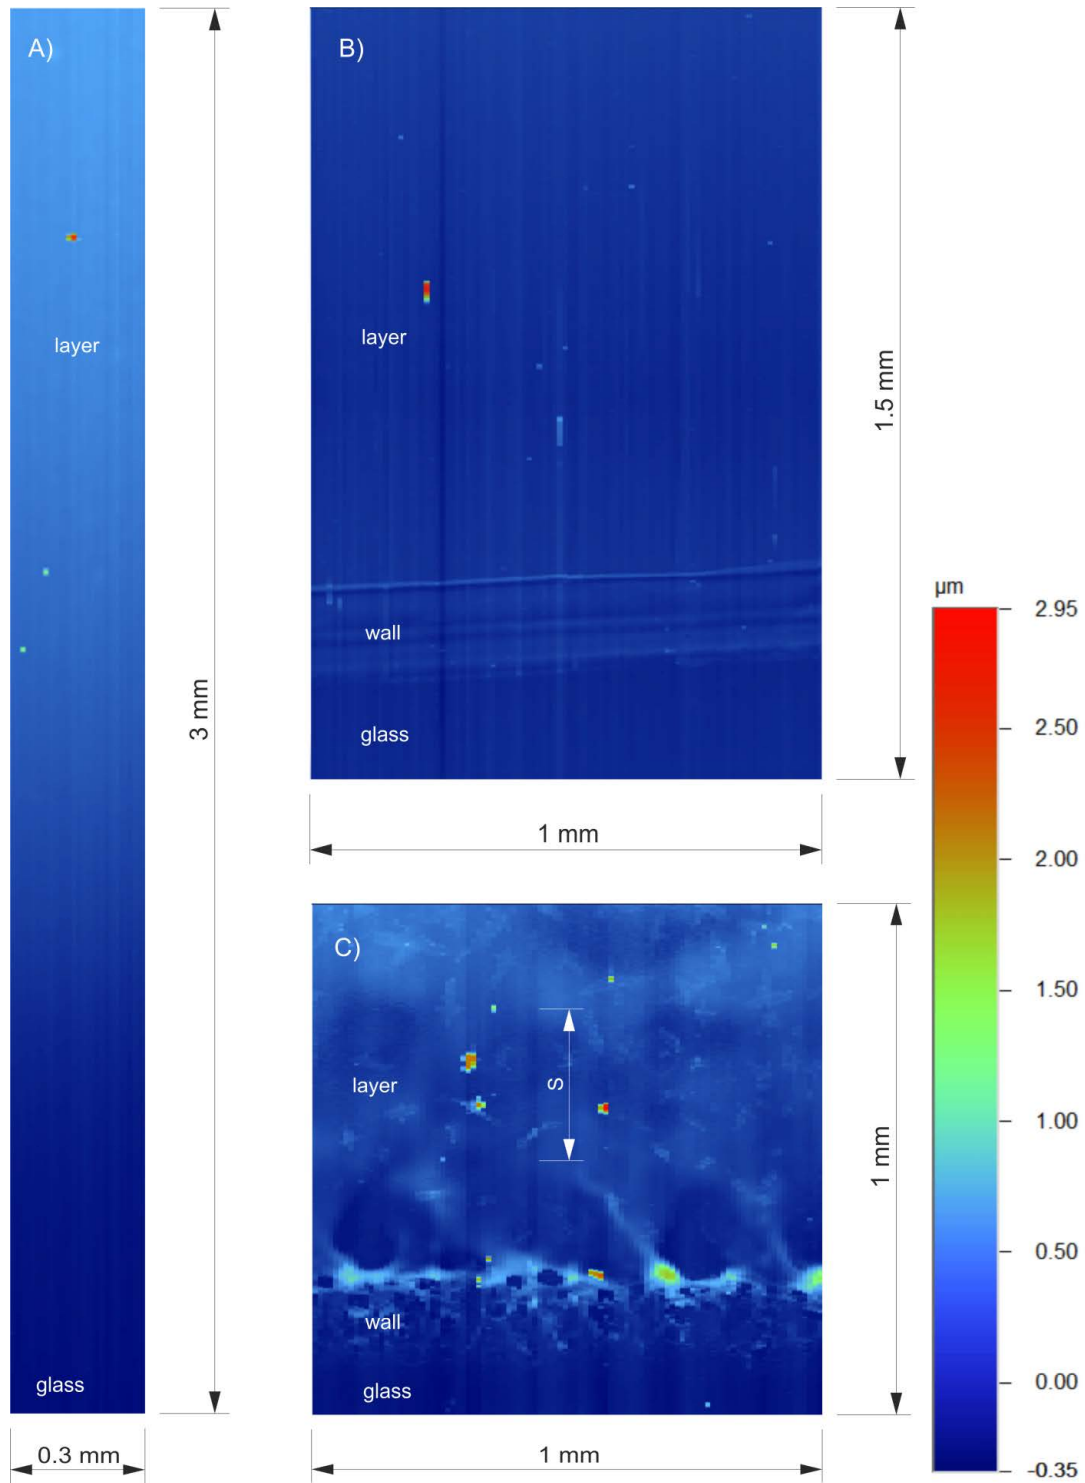 A)
layer
glass
3 mm
0.3 mm
B)
layer
wall
glass
1.5 mm
1 mm
C)
layer
S
wall
glass
1 mm
1 mm
µm
2.95
2.50
2.00
1.50
1.00
0.50
0.00
-0.35